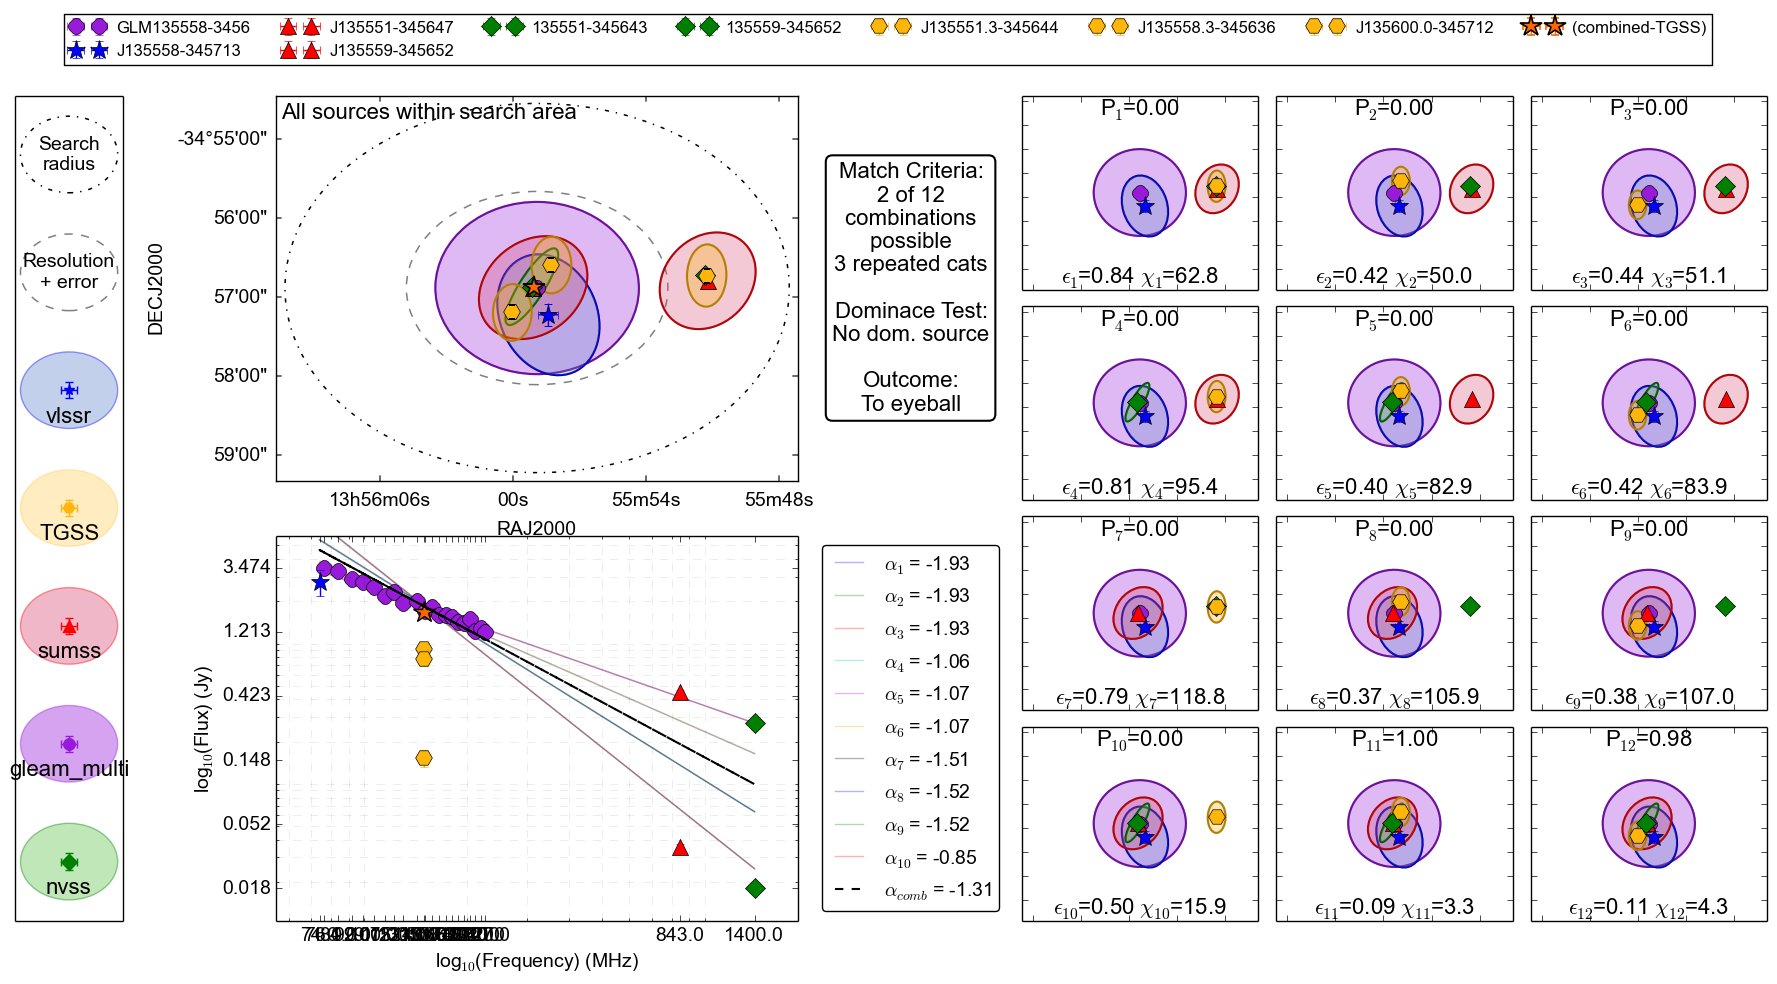 GLM135558-3456 J135551-345647 135551-345643 135559-345652 J135551.3-345644 J135558.3-345636 J135600.0-345712 (combined-TGSS)
J135558-345713 J135559-345652
Search
radius
Resolution
+ error
vlssr
TGSS
sumss
gleam_multi
nvss
All sources within search area
DECJ2000
-34°55'00"
56'00"
57'00"
58'00"
59'00"
13h56m06s 00s 55m54s 55m48s
RAJ2000
Match Criteria:
2 of 12
combinations
possible
3 repeated cats
Dominace Test:
No dom. source
Outcome:
To eyeball
log10(Flux) (Jy)
3.474
1.213
0.423
0.148
0.052
0.018
843.0 1400.0
log10(Frequency) (MHz)
α1 = -1.93
α2 = -1.93
α3 = -1.93
α4 = -1.06
α5 = -1.07
α6 = -1.07
α7 = -1.51
α8 = -1.52
α9 = -1.52
α10 = -0.85
αcomb = -1.31
P1=0.00 P2=0.00 P3=0.00
ϵ1=0.84 χ1=62.8 ϵ2=0.42 χ2=50.0 ϵ3=0.44 χ3=51.1
P4=0.00 P5=0.00 P6=0.00
ϵ4=0.81 χ4=95.4 ϵ5=0.40 χ5=82.9 ϵ6=0.42 χ6=83.9
P7=0.00 P8=0.00 P9=0.00
ϵ7=0.79 χ7=118.8 ϵ8=0.37 χ8=105.9 ϵ9=0.38 χ9=107.0
P10=0.00 P11=1.00 P12=0.98
ϵ10=0.50 χ10=15.9 ϵ11=0.09 χ11=3.3 ϵ12=0.11 χ12=4.3